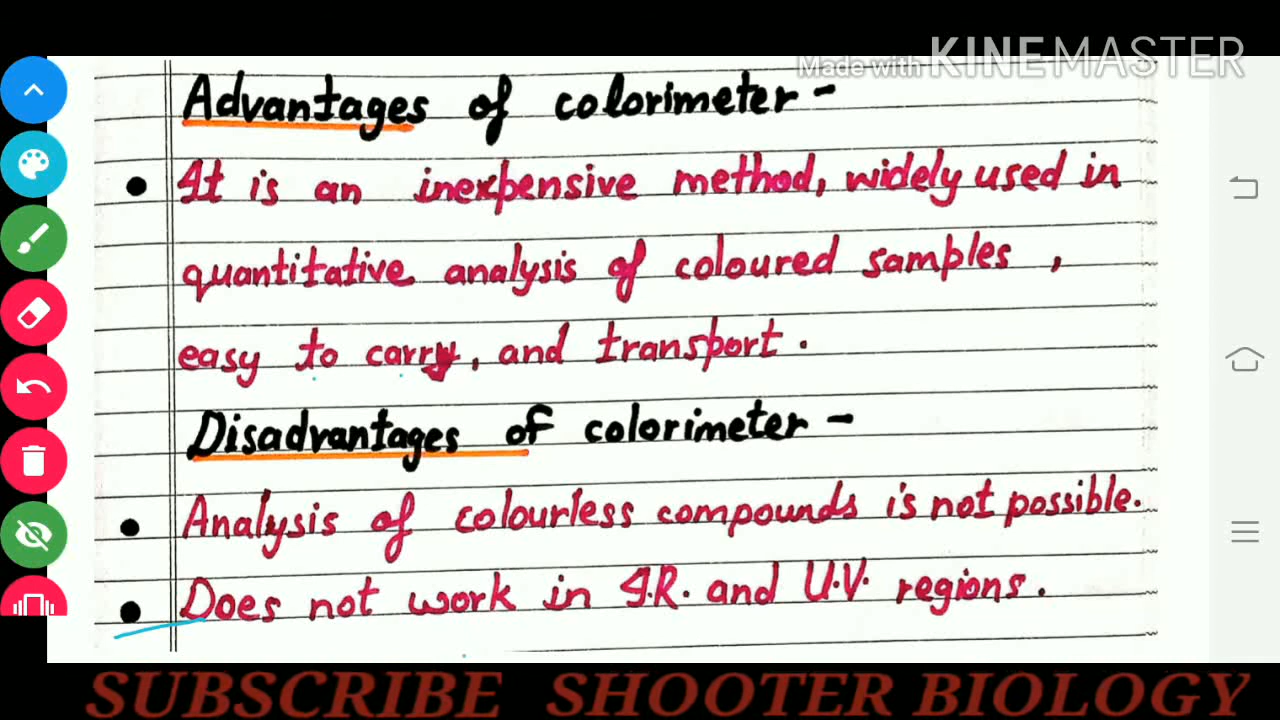 Made with KINEMASTER
Advantages of colorimeter -
• It is an inexpensive method, widely used in
quantitative analysis of coloured samples,
easy to carry, and transport.
Disadvantages of colorimeter -
• Analysis of colourless compounds is not possible.
• Does not work in I.R. and U.V. regions.
SUBSCRIBE SHOOTER BIOLOGY